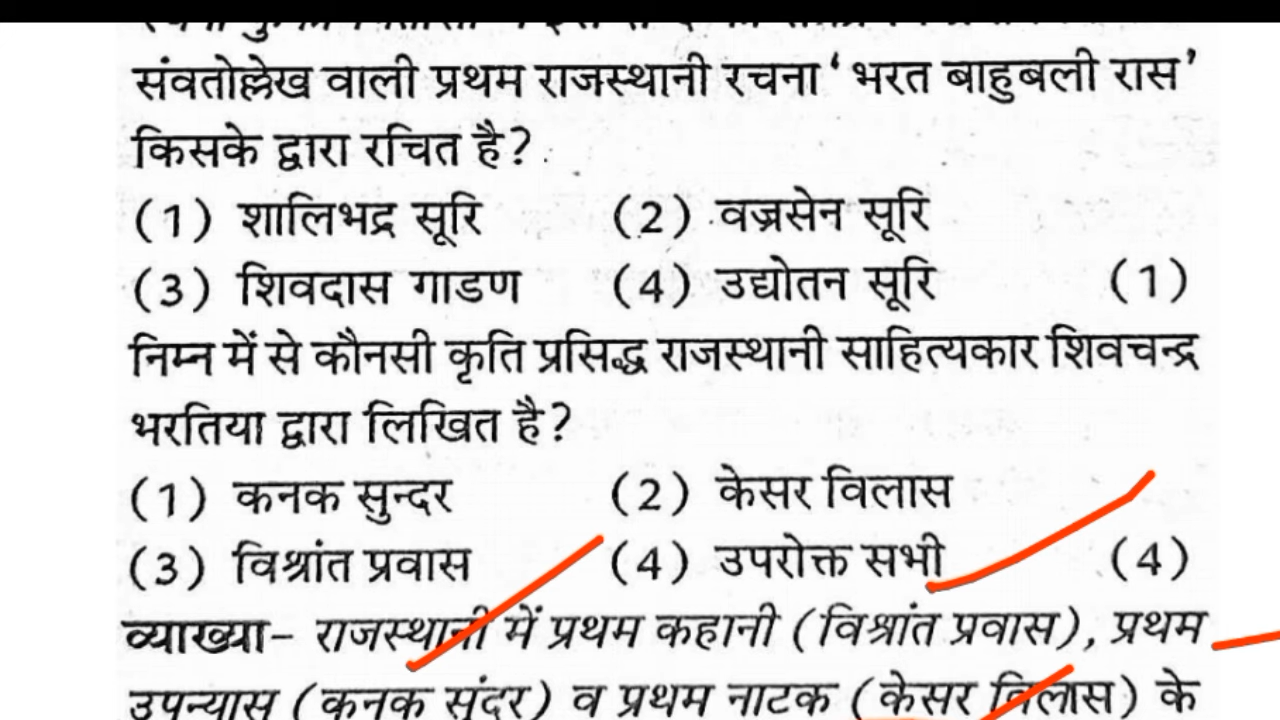 संवतोल्लेख वाली प्रथम राजस्थानी रचना 'भरत बाहुबली रास'
किसके द्वारा रचित है?
(1) शालिभद्र सूरि (2) वज्रसेन सूरि
(3) शिवदास गाडण (4) उद्योतन सूरि (1)
निम्न में से कौनसी कृति प्रसिद्ध राजस्थानी साहित्यकार शिवचन्द्र
भरतिया द्वारा लिखित है?
(1) कनक सुन्दर (2) केसर विलास
(3) विश्रांत प्रवास (4) उपरोक्त सभी (4)
व्याख्या- राजस्थानी में प्रथम कहानी (विश्रांत प्रवास), प्रथम
उपन्यास (कनक सुंदर) व प्रथम नाटक (केसर विलास) के